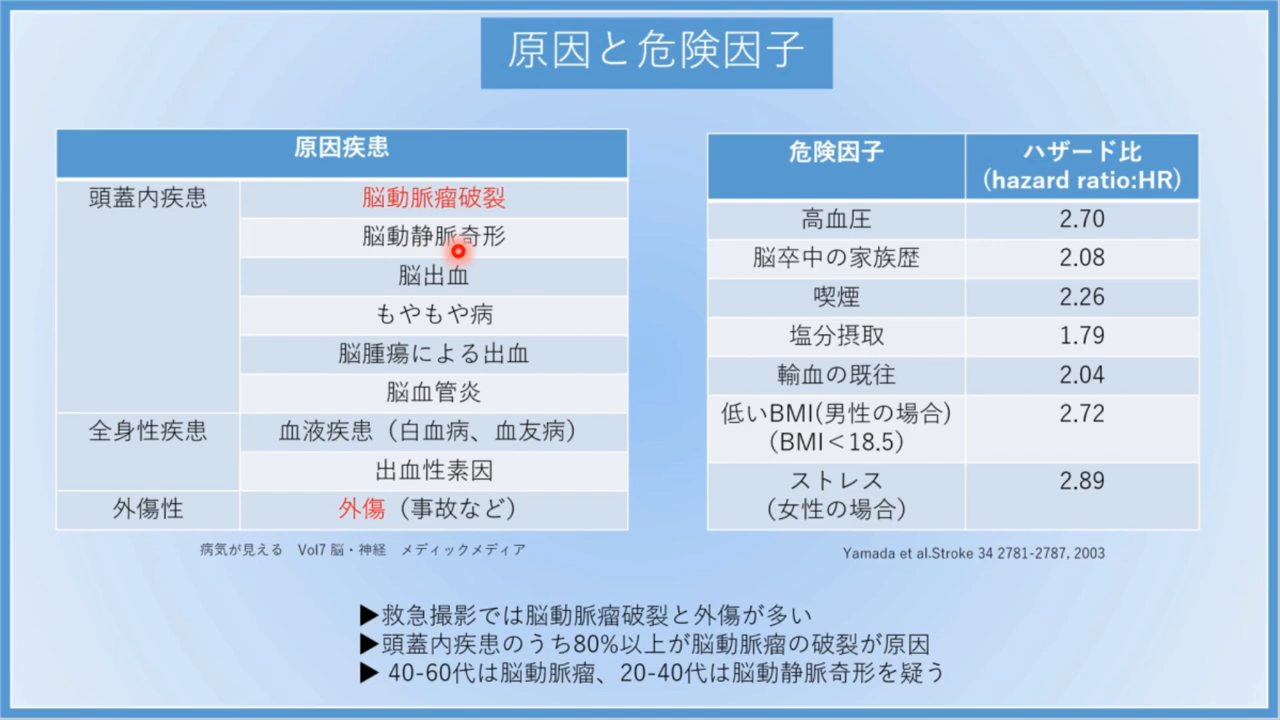 原因と危険因子
原因疾患
頭蓋内疾患
脳動脈瘤破裂
脳動静脈奇形
脳出血
もやもや病
脳腫瘍による出血
脳血管炎
全身性疾患
血液疾患（白血病、血友病）
出血性素因
外傷性
外傷（事故など）
病気が見える　Vol7 脳・神経　メディックメディア
危険因子
ハザード比
(hazard ratio:HR)
高血圧
2.70
脳卒中の家族歴
2.08
喫煙
2.26
塩分摂取
1.79
輸血の既往
2.04
低いBMI(男性の場合)
（BMI＜18.5）
2.72
ストレス
（女性の場合）
2.89
Yamada et al.Stroke 34 2781-2787, 2003
▶救急撮影では脳動脈瘤破裂と外傷が多い
▶頭蓋内疾患のうち80%以上が脳動脈瘤の破裂が原因
▶ 40-60代は脳動脈瘤、20-40代は脳動静脈奇形を疑う